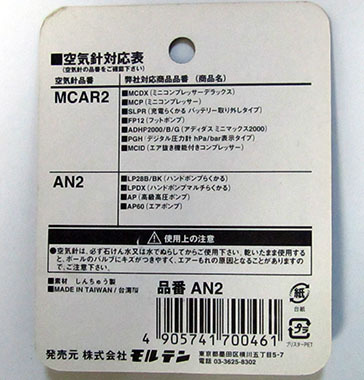 ■空気針対応表
(空気針の品番をご確認下さい)
空気針品番 弊社対応商品品番 (商品名)
MCAR2
■MCDX (ミニコンプレッサーデラックス)
■MCP (ミニコンプレッサー)
■SLPR (充電らくかる バッテリー取り外しタイプ)
■FP12 (フットポンプ)
■ADHP2000/B/G (アディダス ミニマックス2000)
■PGH (デジタル圧力計 hPa/bar表示タイプ)
■MCID (エア抜き機能付きコンプレッサー)
AN2
■LP28B/BK (ハンドポンプらくかる)
■LPDX (ハンドポンプマルチらくかる)
■AP (高級高圧ポンプ)
■AP60 (エアポンプ)
使用上の注意
●空気針は、必ず石けん水又は水でぬらしてからご使用下さい。乾いたまま使用すると、ボールのバルブにキズがつきやすく、エアーもれの原因となることがありますのでご注意下さい。
■素材 しんちゅう製
■MADE IN TAIWAN / 台湾製
品番 AN2
4 905741 700461
紙
台紙
プラ
ブリスターPET
発売元 株式会社 モルテン
東京都墨田区横川五丁目5-7
電話 03-3625-8302